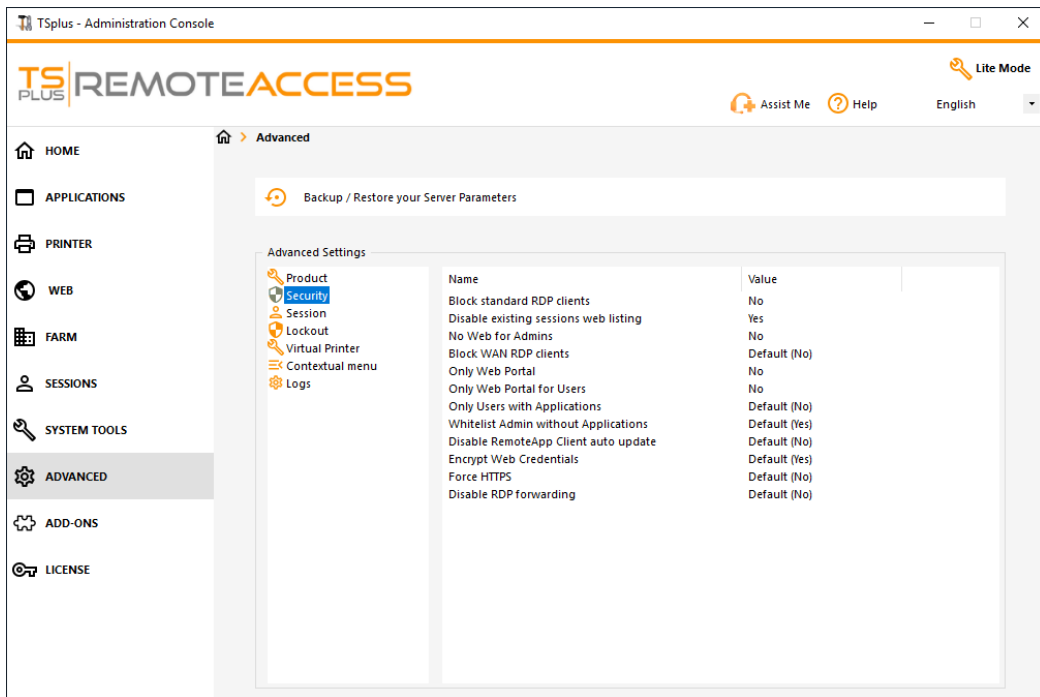 TSplus - Administration Console
TS PLUS REMOTEACCESS
Lite Mode
Assist Me
Help
English
HOME
APPLICATIONS
PRINTER
WEB
FARM
SESSIONS
SYSTEM TOOLS
ADVANCED
ADD-ONS
LICENSE
Advanced
Backup / Restore your Server Parameters
Advanced Settings
Product
Security
Session
Lockout
Virtual Printer
Contextual menu
Logs
Name Value
Block standard RDP clients No
Disable existing sessions web listing Yes
No Web for Admins No
Block WAN RDP clients Default (No)
Only Web Portal No
Only Web Portal for Users No
Only Users with Applications Default (No)
Whitelist Admin without Applications Default (Yes)
Disable RemoteApp Client auto update Default (No)
Encrypt Web Credentials Default (Yes)
Force HTTPS Default (No)
Disable RDP forwarding Default (No)